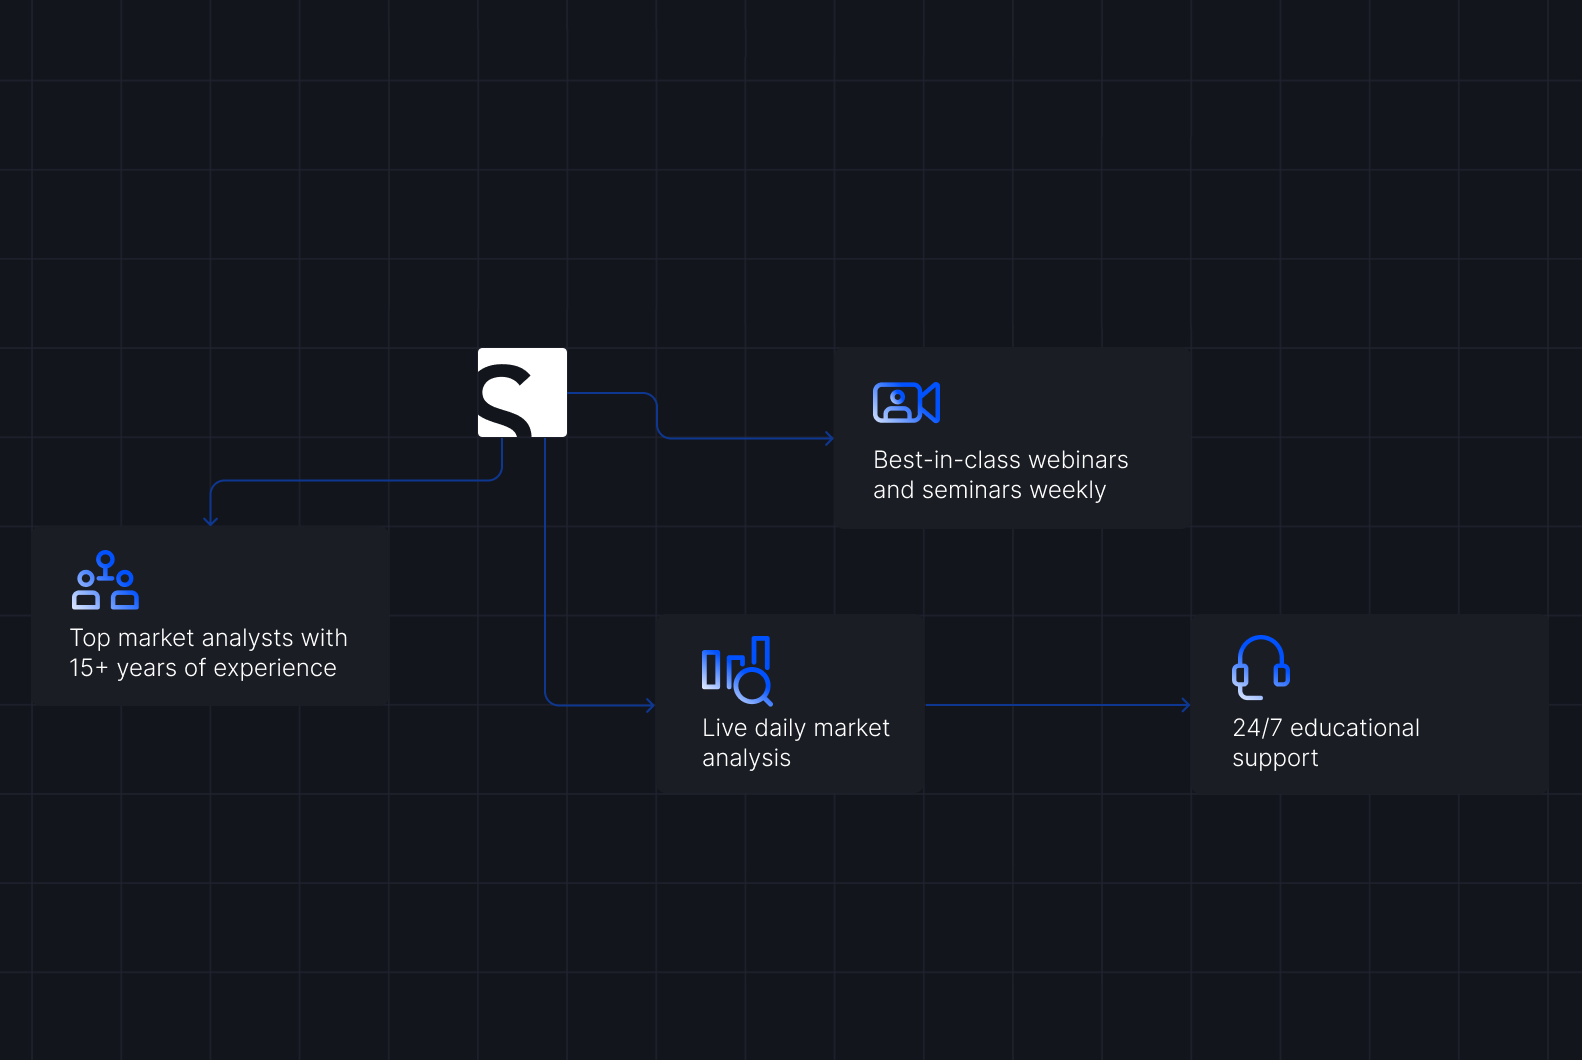 S
Best-in-class webinars
and seminars weekly
Top market analysts with
15+ years of experience
Live daily market
analysis
24/7 educational
support